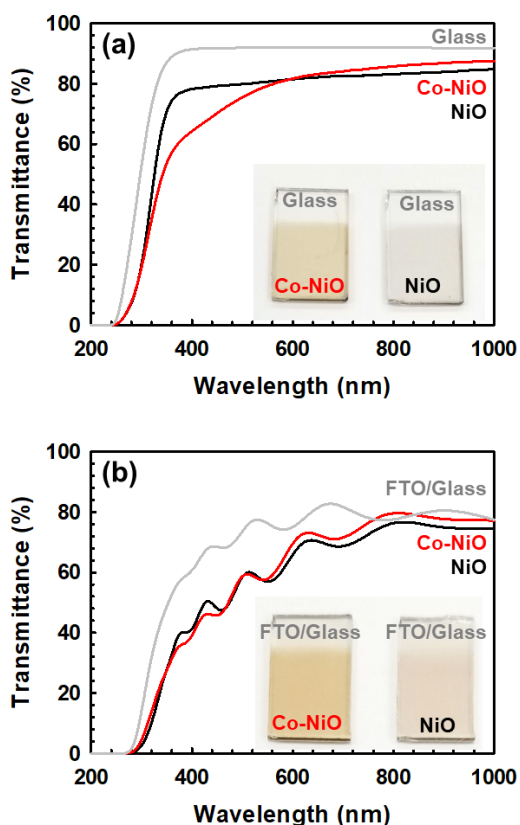 (a)
Glass
Co-NiO
NiO
Transmittance (%)
100
80
60
40
20
0
Glass
Glass
Co-NiO
NiO
200
400
600
800
1000
Wavelength (nm)
(b)
FTO/Glass
Co-NiO
NiO
Transmittance (%)
100
80
60
40
20
0
FTO/Glass
FTO/Glass
Co-NiO
NiO
200
400
600
800
1000
Wavelength (nm)